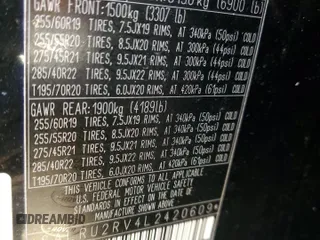 (6900 lb)
GAWR FRONT: 1500kg (3307 lb)
255/60R19 TIRES, 7.5JX19 RIMS, AT 340kPa (50psi) COLD
255/55R20 TIRES, 8.5JX20 RIMS, AT 300kPa (44psi) COLD
275/45R21 TIRES, 9.5JX21 RIMS, AT 300kPa (44psi) COLD
285/40R22 TIRES, 9.5JX22 RIMS, AT 340kPa (50psi) COLD
T195/70R20 TIRES, 6.0JX20 RIMS, AT 420kPa (61psi) COLD
GAWR REAR: 1900kg (4189lb)
255/60R19 TIRES, 7.5JX19 RIMS, AT 340kPa (50psi) COLD
255/55R20 TIRES, 8.5JX20 RIMS, AT 340kPa (50psi) COLD
275/45R21 TIRES, 9.5JX21 RIMS, AT 340kPa (50psi) COLD
285/40R22 TIRES, 9.5JX22 RIMS, AT 340kPa (50psi) COLD
T195/70R20 TIRES, 6.0JX20 RIMS, AT 420kPa (61psi) COLD
THIS VEHICLE CONFORMS TO ALL APPLICABLE
SAFETY STANDARDS IN EFFECT ON THE DATE OF
MANUFACTURE SHOWN ABOVE
RU2RV4L2420609